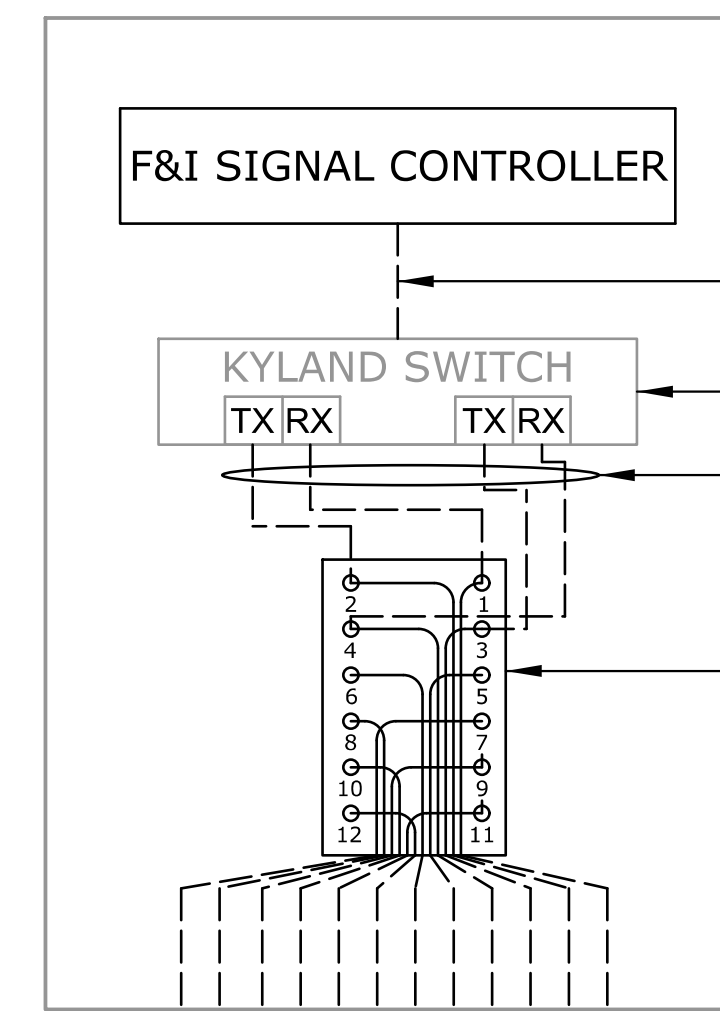 F&I SIGNAL CONTROLLER
KYLAND SWITCH
TX RX TX RX
2 1
4 3
6 5
8 7
10 9
12 11